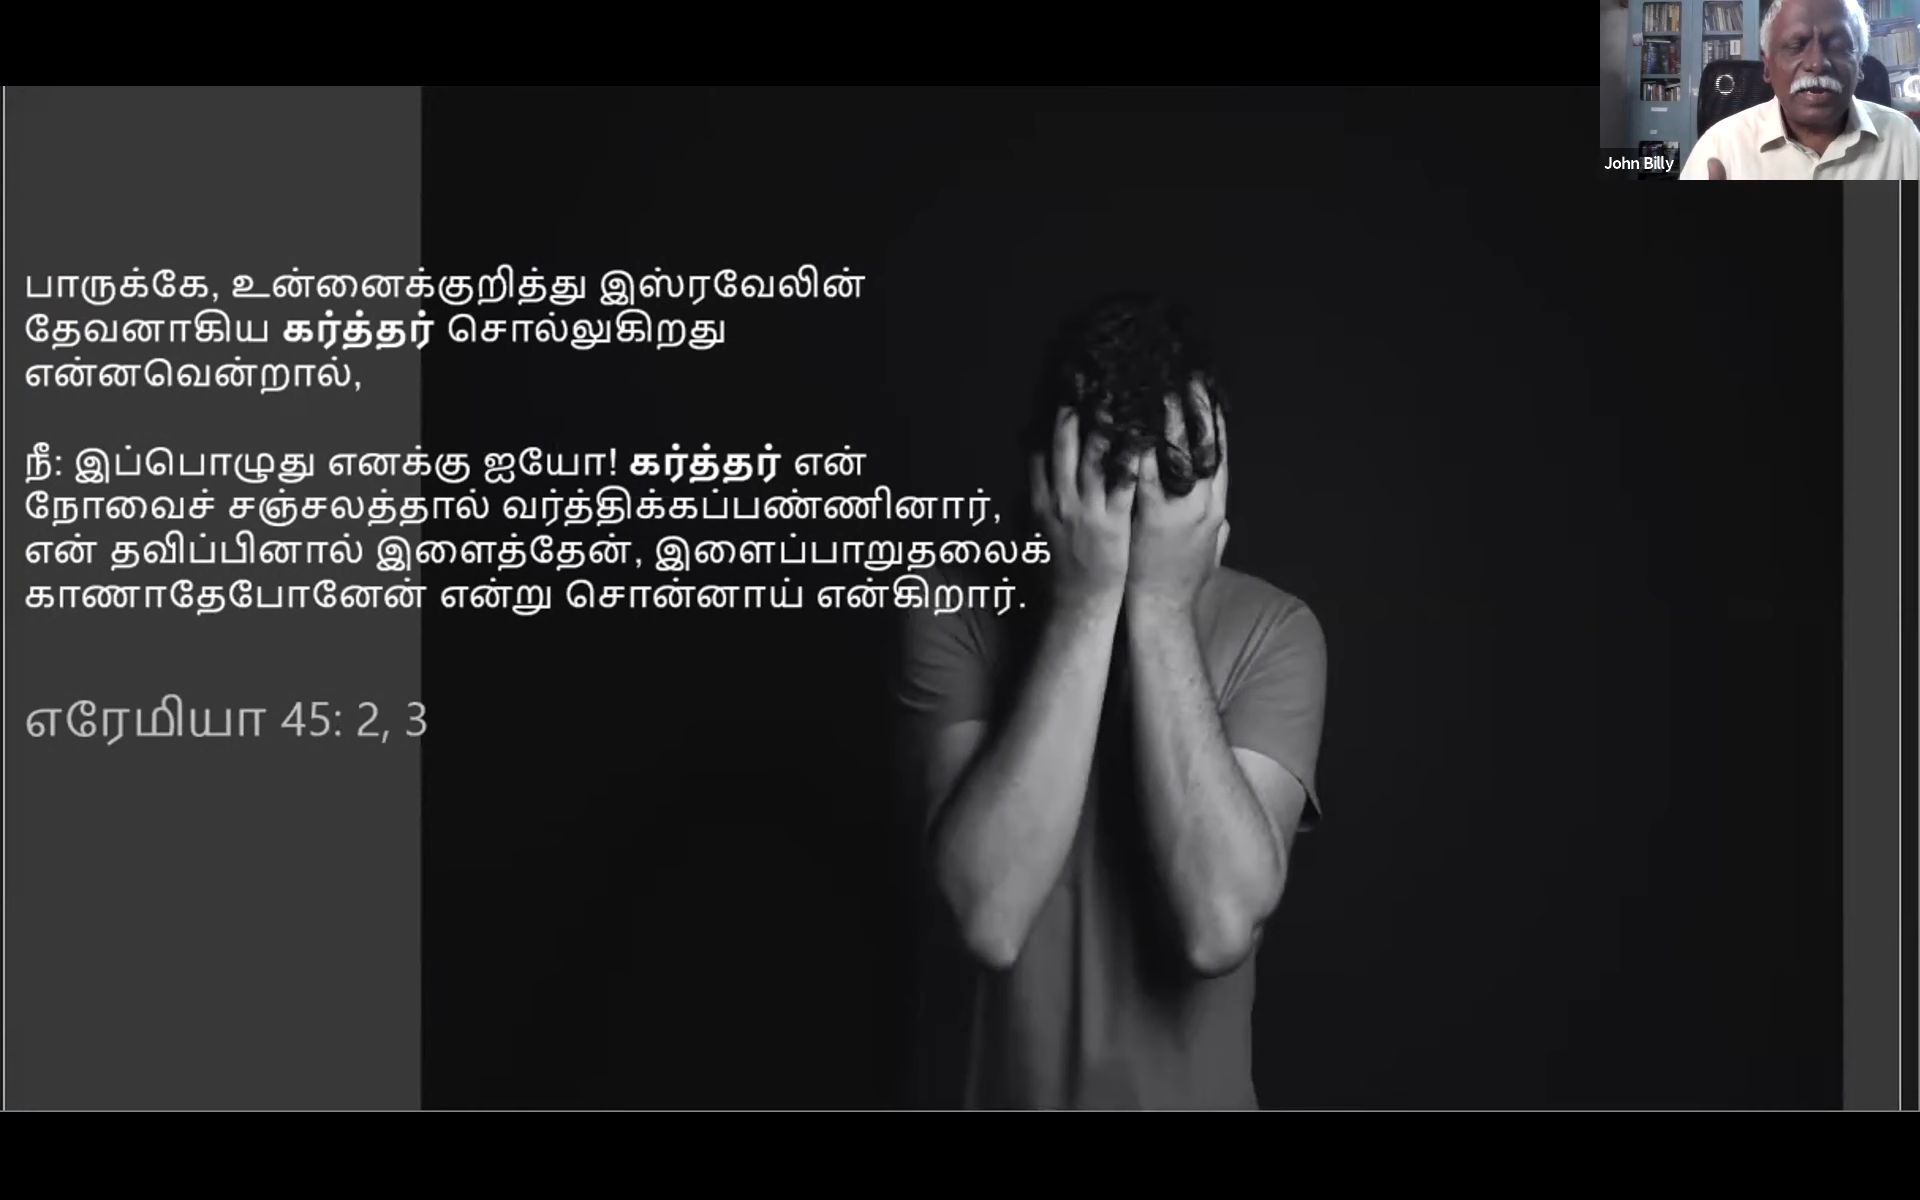 John Billy
பாருக்கே, உன்னைக்குறித்து இஸ்ரவேலின்
தேவனாகிய கர்த்தர் சொல்லுகிறது
என்னவென்றால்,
நீ: இப்பொழுது எனக்கு ஐயோ! கர்த்தர் என்
நோவைச் சஞ்சலத்தால் வர்த்திக்கப்பண்ணினார்,
என் தவிப்பினால் இளைத்தேன், இளைப்பாறுதலைக்
காணாதேபோனேன் என்று சொன்னாய் என்கிறார்.
எரேமியா 45: 2, 3